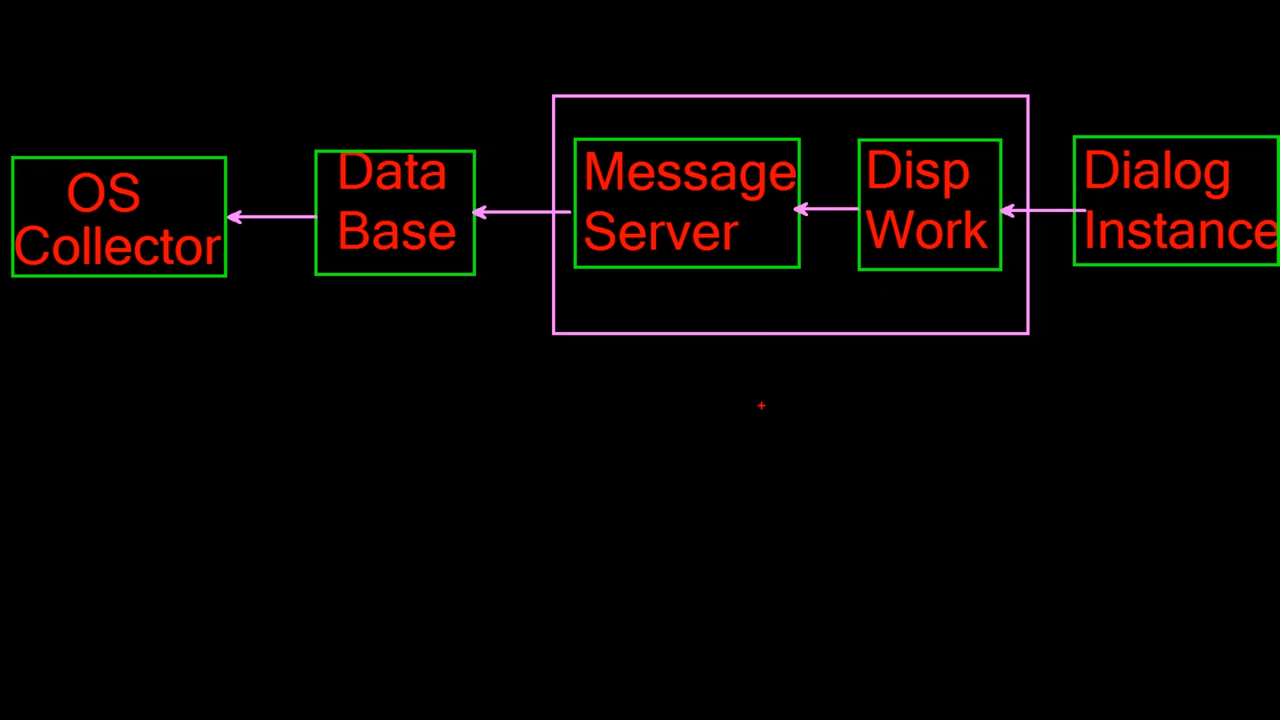 OS
Collector
Data
Base
Message
Server
Disp
Work
Dialog
Instance